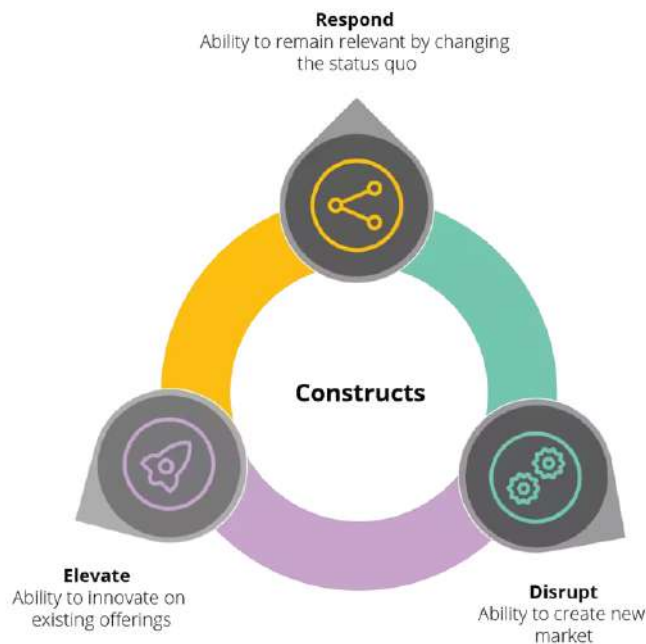 Respond
Ability to remain relevant by changing
the status quo
Constructs
Elevate
Ability to innovate on
existing offerings
Disrupt
Ability to create new
market